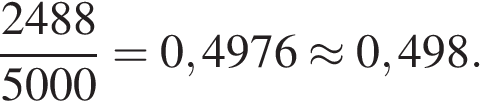 2488/5000 = 0,4976 ≈ 0,498.